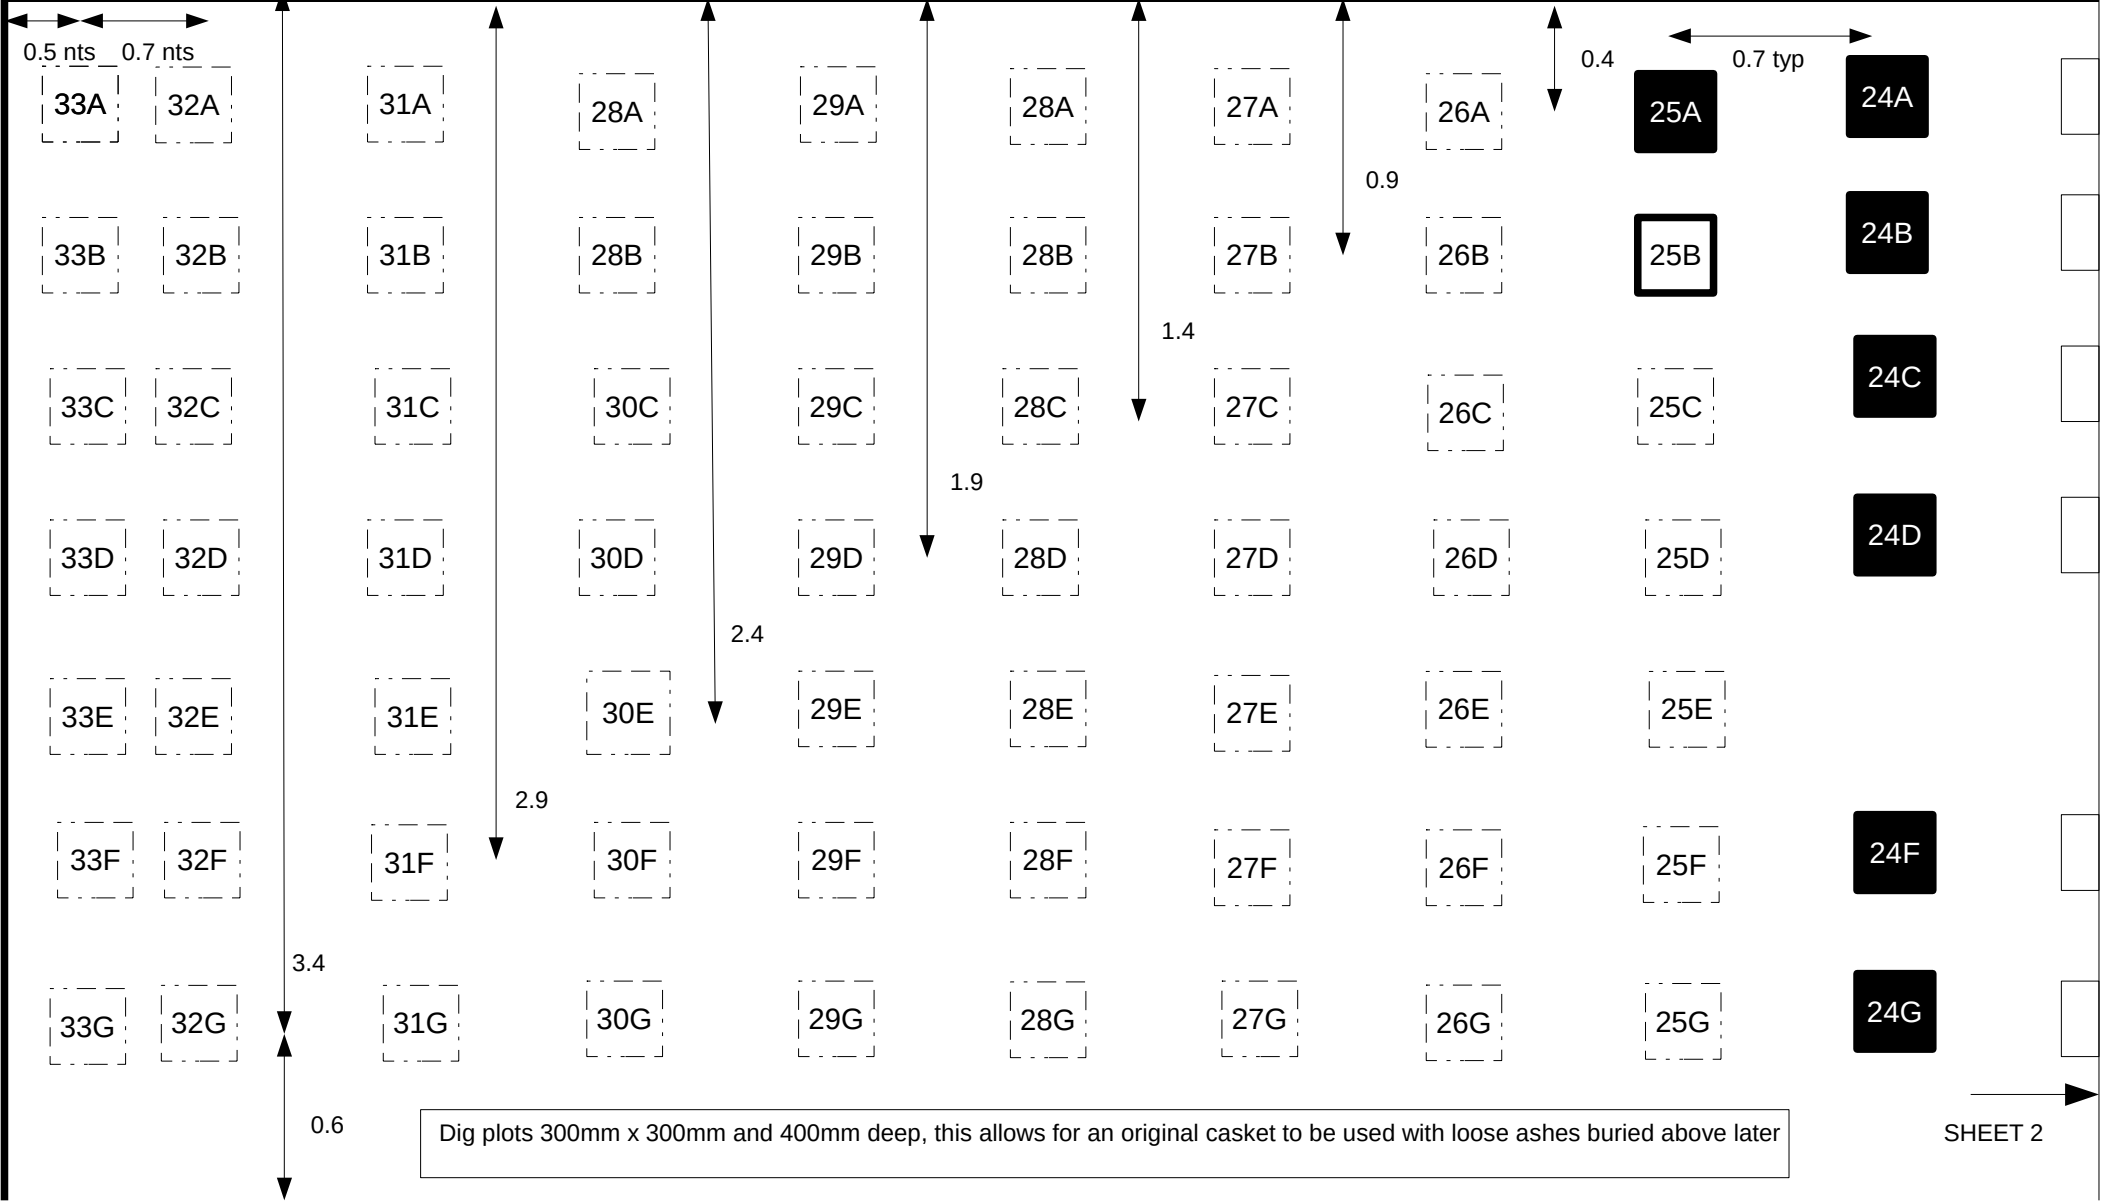 0.5 nts 0.7 nts 0.4 0.7 typ
33A 32A 31A 28A 29A 28A 27A 26A 25A 24A
0.9
33B 32B 31B 28B 29B 28B 27B 26B 25B 24B
1.4
33C 32C 31C 30C 29C 28C 27C 26C 25C 24C
1.9
33D 32D 31D 30D 29D 28D 27D 26D 25D 24D
2.4
33E 32E 31E 30E 29E 28E 27E 26E 25E
2.9
33F 32F 31F 30F 29F 28F 27F 26F 25F 24F
3.4
33G 32G 31G 30G 29G 28G 27G 26G 25G 24G
0.6
Dig plots 300mm x 300mm and 400mm deep, this allows for an original casket to be used with loose ashes buried above later
SHEET 2